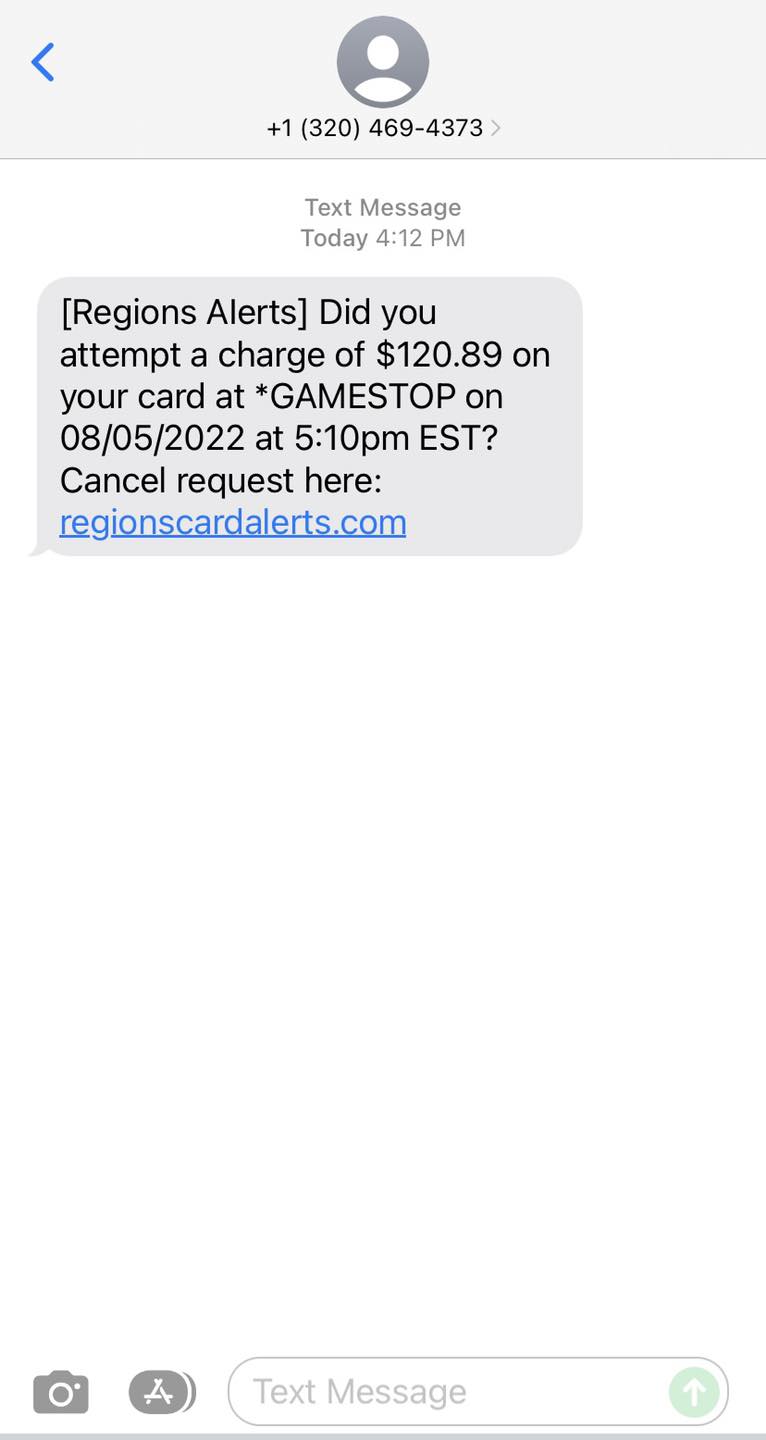 +1 (320) 469-4373
Text Message
Today 4:12 PM
[Regions Alerts] Did you
attempt a charge of $120.89 on
your card at *GAMESTOP on
08/05/2022 at 5:10pm EST?
Cancel request here:
regionscardalerts.com
Text Message